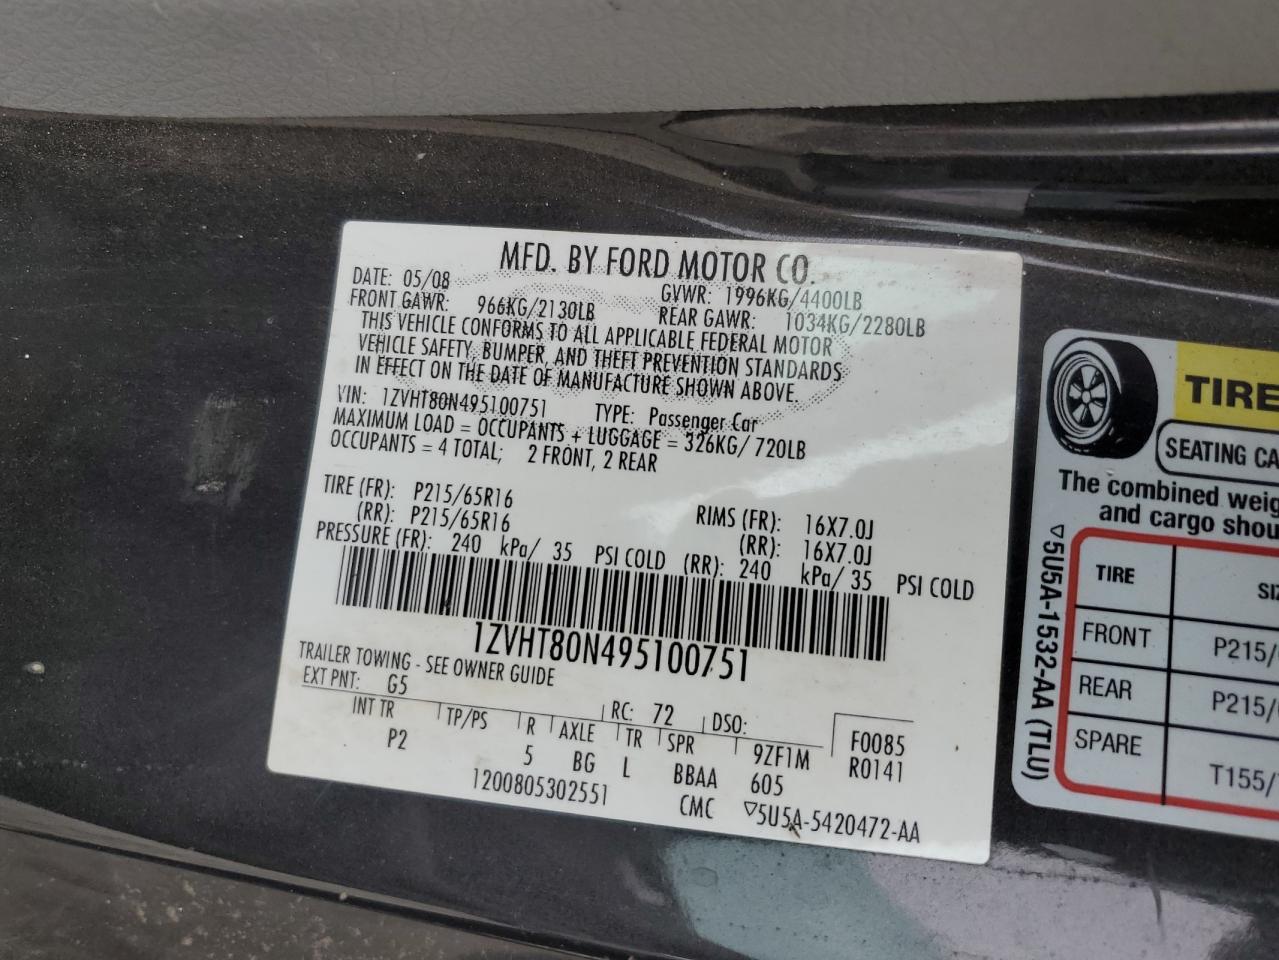 MFD. BY FORD MOTOR CO.
DATE: 05/08 GVWR: 1996KG/4400LB
FRONT GAWR: 966KG/2130LB REAR GAWR: 1034KG/2280LB
THIS VEHICLE CONFORMS TO ALL APPLICABLE FEDERAL MOTOR
VEHICLE SAFETY, BUMPER, AND THEFT PREVENTION STANDARDS
IN EFFECT ON THE DATE OF MANUFACTURE SHOWN ABOVE.
VIN: 1ZVHT80N495100751 TYPE: Passenger Car
MAXIMUM LOAD = OCCUPANTS + LUGGAGE = 326KG/ 720LB
OCCUPANTS = 4 TOTAL; 2 FRONT, 2 REAR
TIRE (FR): P215/65R16 RIMS (FR): 16X7.0J
(RR): P215/65R16 (RR): 16X7.0J
PRESSURE (FR): 240 kPa/ 35 PSI COLD (RR): 240 kPa/ 35 PSI COLD
1ZVHT80N495100751
TRAILER TOWING - SEE OWNER GUIDE
EXT PNT: G5 RC: 72 DSO:
INT TR TP/PS R AXLE TR SPR 9ZF1M F0085
P2 5 BG L BBAA 605 R0141
1200805302551 CMC ▽5U5A-5420472-AA
TIRE
SEATING CA
The combined weig
and cargo shou
TIRE SIZ
FRONT P215/
REAR P215/
SPARE T155/
▽5U5A-1532-AA (TLU)